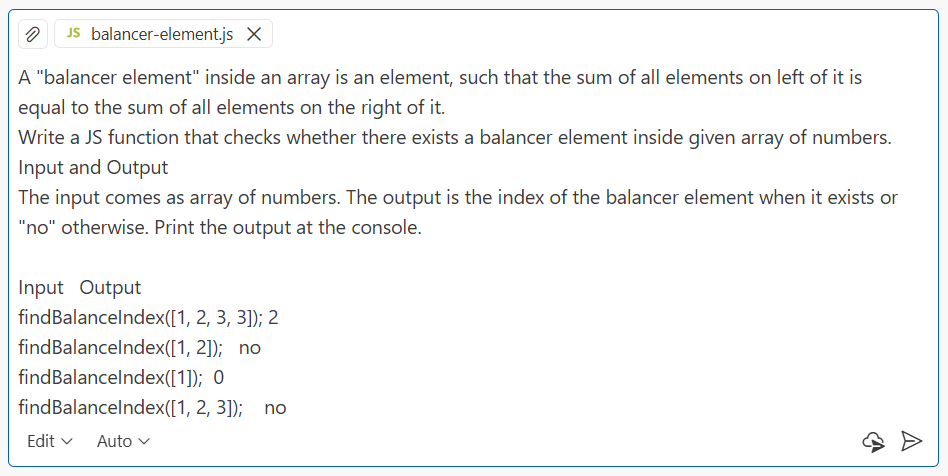 JS balancer-element.js
A "balancer element" inside an array is an element, such that the sum of all elements on left of it is
equal to the sum of all elements on the right of it.
Write a JS function that checks whether there exists a balancer element inside given array of numbers.
Input and Output
The input comes as array of numbers. The output is the index of the balancer element when it exists or
"no" otherwise. Print the output at the console.
Input Output
findBalanceIndex([1, 2, 3, 3]); 2
findBalanceIndex([1, 2]); no
findBalanceIndex([1]); 0
findBalanceIndex([1, 2, 3]); no
Edit Auto